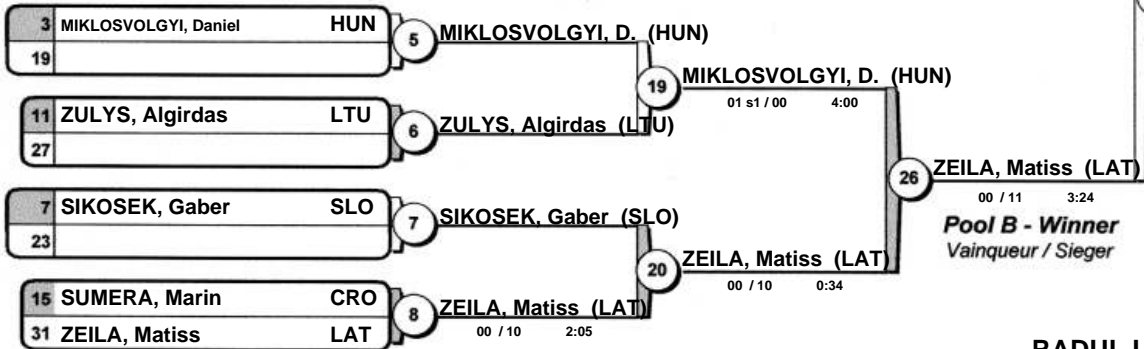 3 MIKLOSVOLGYI, Daniel HUN
19
5 MIKLOSVOLGYI, D. (HUN)
11 ZULYS, Algirdas LTU
27
6 ZULYS, Algirdas (LTU)
19 MIKLOSVOLGYI, D. (HUN)
01 s1 / 00 4:00
7 SIKOSEK, Gaber SLO
23
7 SIKOSEK, Gaber (SLO)
15 SUMERA, Marin CRO
31 ZEILA, Matiss LAT
8 ZEILA, Matiss (LAT)
00 / 10 2:05
20 ZEILA, Matiss (LAT)
00 / 10 0:34
26 ZEILA, Matiss (LAT)
00 / 11 3:24
Pool B - Winner
Vainqueur / Sieger